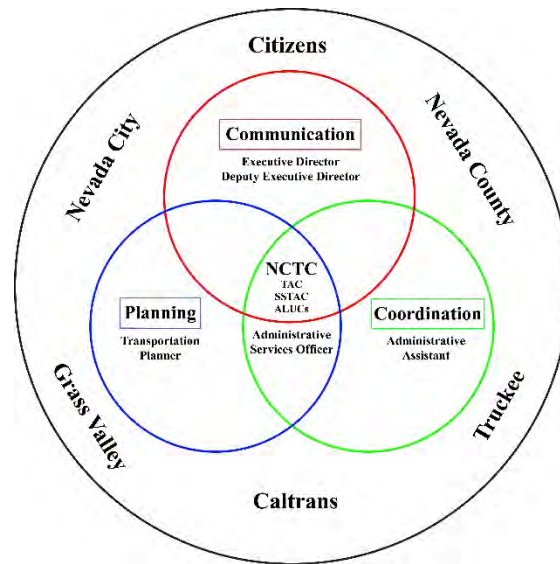 Citizens
Nevada City
Nevada County
Communication
Executive Director
Deputy Executive Director
NCTC
TAC
SSTAC
ALUCs
Planning
Transportation
Planner
Administrative
Services Officer
Coordination
Administrative
Assistant
Grass Valley
Truckee
Caltrans